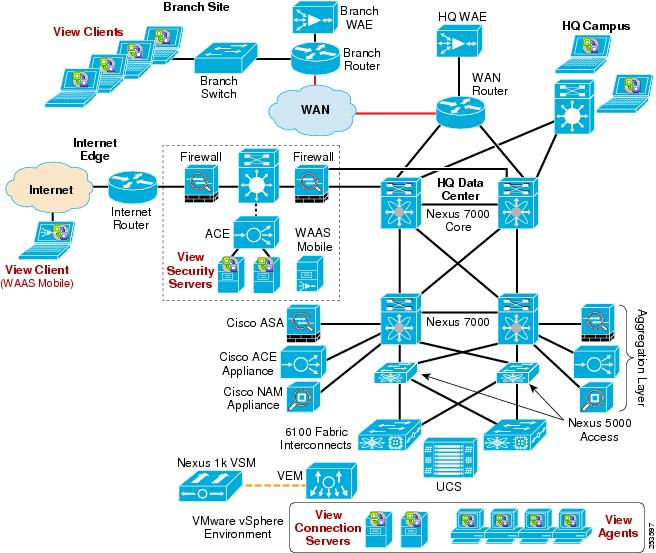 Branch Site
Branch
WAE
HQ WAE
HQ Campus
View Clients
Branch
Switch
Branch
Router
WAN
Router
WAN
Internet
Edge
Firewall
Firewall
HQ Data
Center
Internet
Internet
Router
Nexus 7000
Core
ACE
WAAS
Mobile
View
Security
Servers
View Client
(WAAS Mobile)
Cisco ASA
Nexus 7000
Cisco ACE
Appliance
Cisco NAM
Appliance
Aggregation Layer
Nexus 5000
Access
6100 Fabric
Interconnects
Nexus 1k VSM
VEM
UCS
VMware vSphere
Environment
View
Connection
Servers
View
Agents